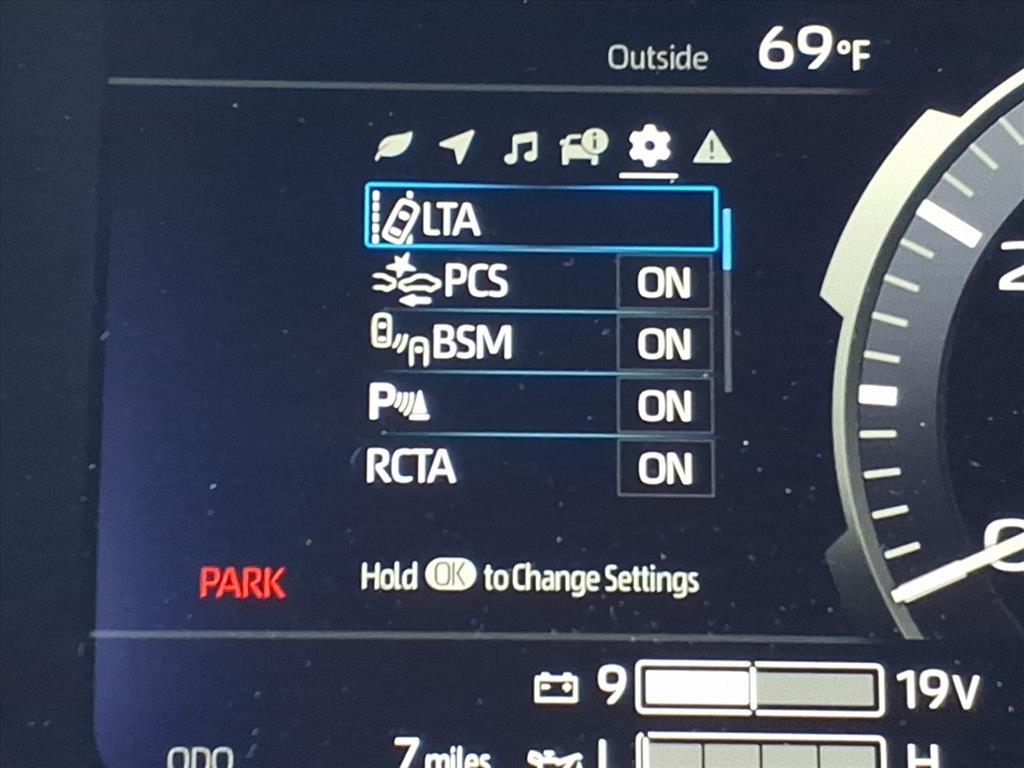 Outside 69°F
LTA
PCS ON
BSM ON
P ON
RCTA ON
PARK Hold OK to Change Settings
9 19V
ODO 7 miles L H